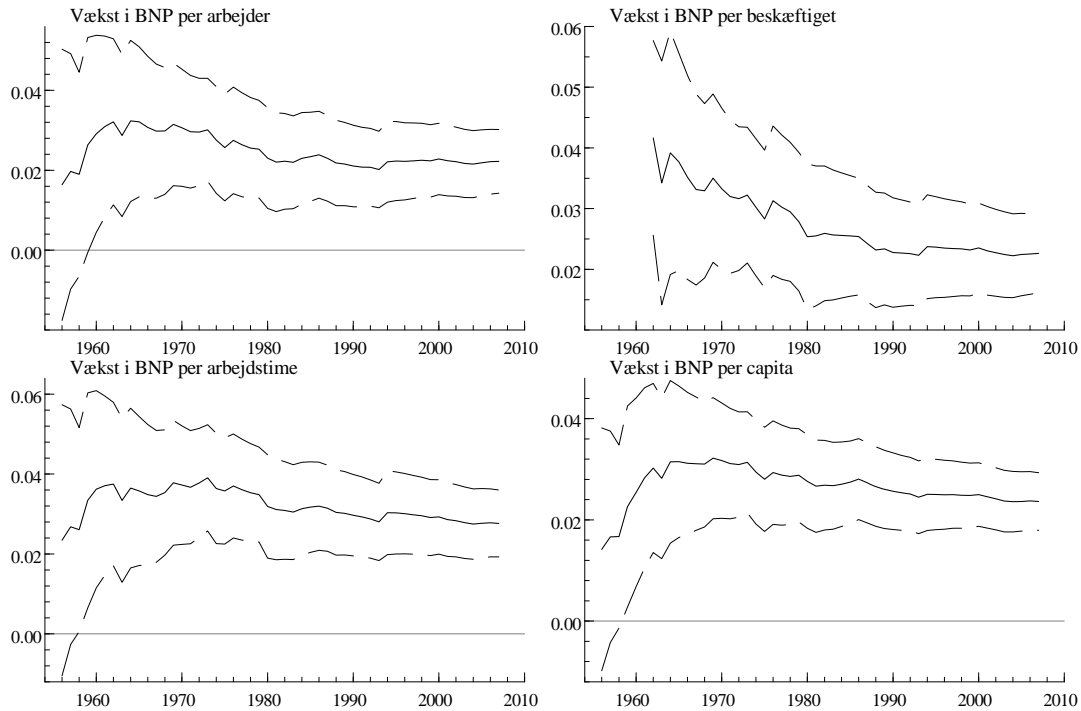 Vækst i BNP per arbejder
0.04
0.02
0.00
1960 1970 1980 1990 2000 2010
Vækst i BNP per beskæftiget
0.06
0.05
0.04
0.03
0.02
1960 1970 1980 1990 2000 2010
Vækst i BNP per arbejdstime
0.06
0.04
0.02
0.00
1960 1970 1980 1990 2000 2010
Vækst i BNP per capita
0.04
0.02
0.00
1960 1970 1980 1990 2000 2010